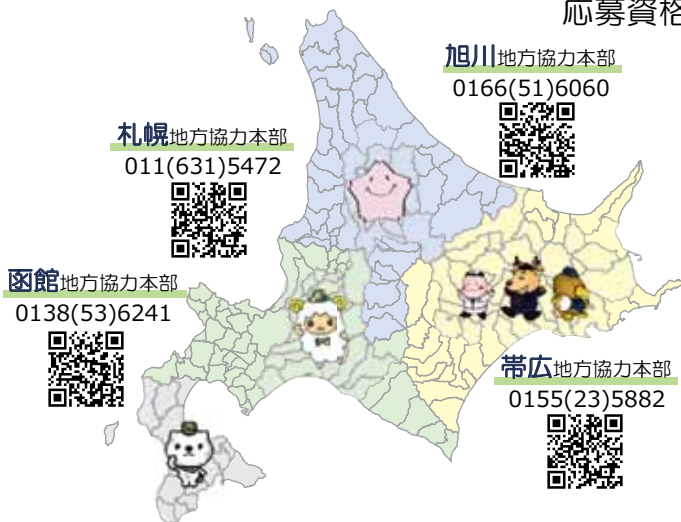 応募資格
旭川地方協力本部
0166(51)6060
札幌地方協力本部
011(631)5472
函館地方協力本部
0138(53)6241
帯広地方協力本部
0155(23)5882